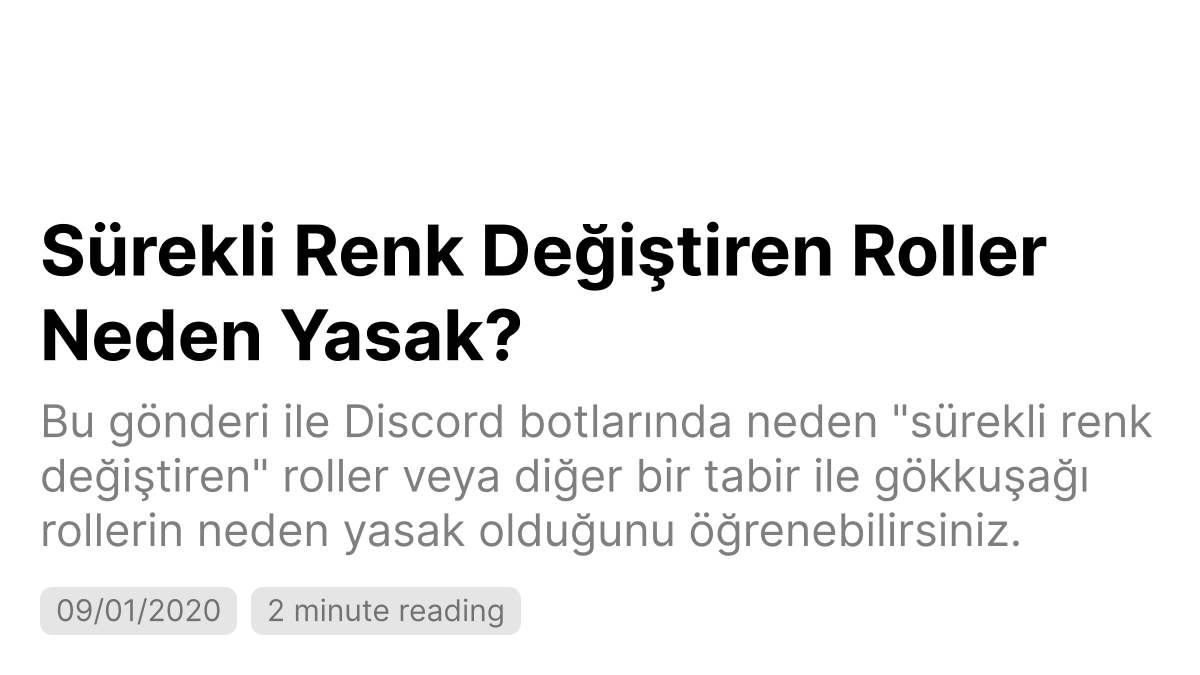 Sürekli Renk Değiştiren Roller
Neden Yasak?
Bu gönderi ile Discord botlarında neden "sürekli renk
değiştiren" roller veya diğer bir tabir ile gökkuşağı
rollerin neden yasak olduğunu öğrenebilirsiniz.
09/01/2020
2 minute reading